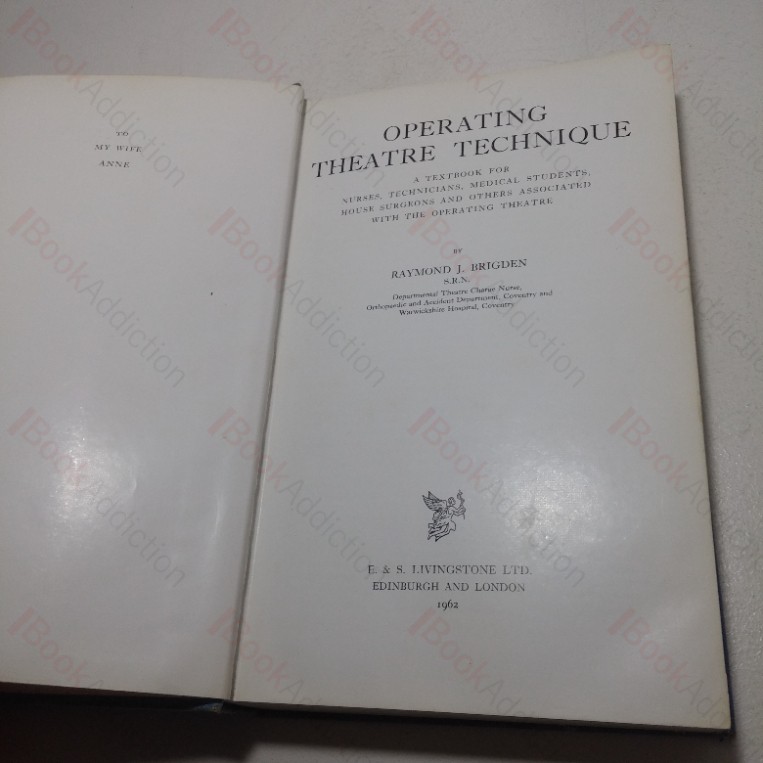 TO
MY WIFE
ANNE
OPERATING
THEATRE TECHNIQUE
A TEXTBOOK FOR
NURSES, TECHNICIANS, MEDICAL STUDENTS,
HOUSE SURGEONS AND OTHERS ASSOCIATED
WITH THE OPERATING THEATRE
BY
RAYMOND J. BRIGDEN
S.R.N.
Departmental Theatre Charge Nurse,
Orthopaedic and Accident Department, Coventry and
Warwickshire Hospital, Coventry
E. & S. LIVINGSTONE LTD.
EDINBURGH AND LONDON
1962
BookAddiction